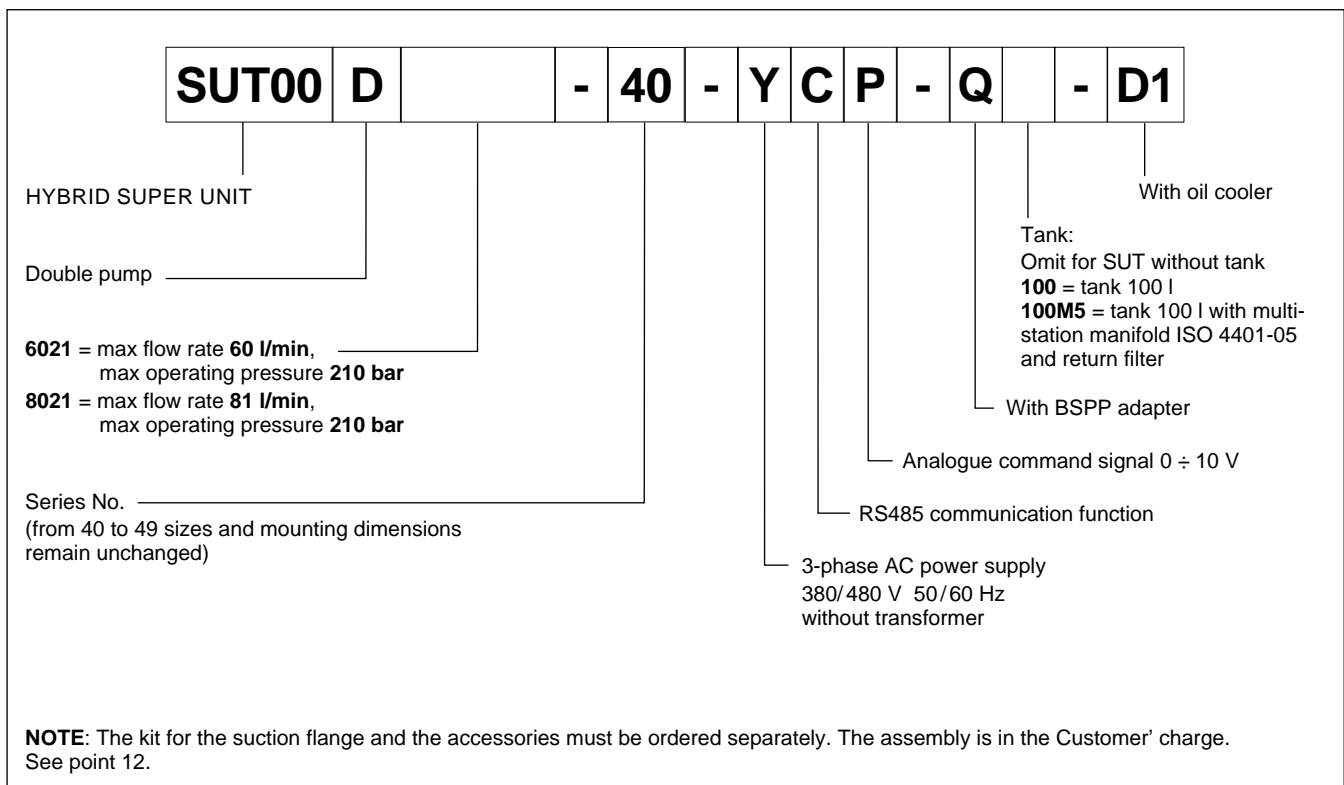 SUT00 D - 40 - Y C P - Q - D1
HYBRID SUPER UNIT
Double pump
6021 = max flow rate 60 l/min,
max operating pressure 210 bar
8021 = max flow rate 81 l/min,
max operating pressure 210 bar
Series No.
(from 40 to 49 sizes and mounting dimensions
remain unchanged)
With oil cooler
Tank:
Omit for SUT without tank
100 = tank 100 l
100M5 = tank 100 l with multi-
station manifold ISO 4401-05
and return filter
With BSPP adapter
Analogue command signal 0 ÷ 10 V
RS485 communication function
3-phase AC power supply
380/480 V 50/60 Hz
without transformer
NOTE: The kit for the suction flange and the accessories must be ordered separately. The assembly is in the Customer' charge.
See point 12.